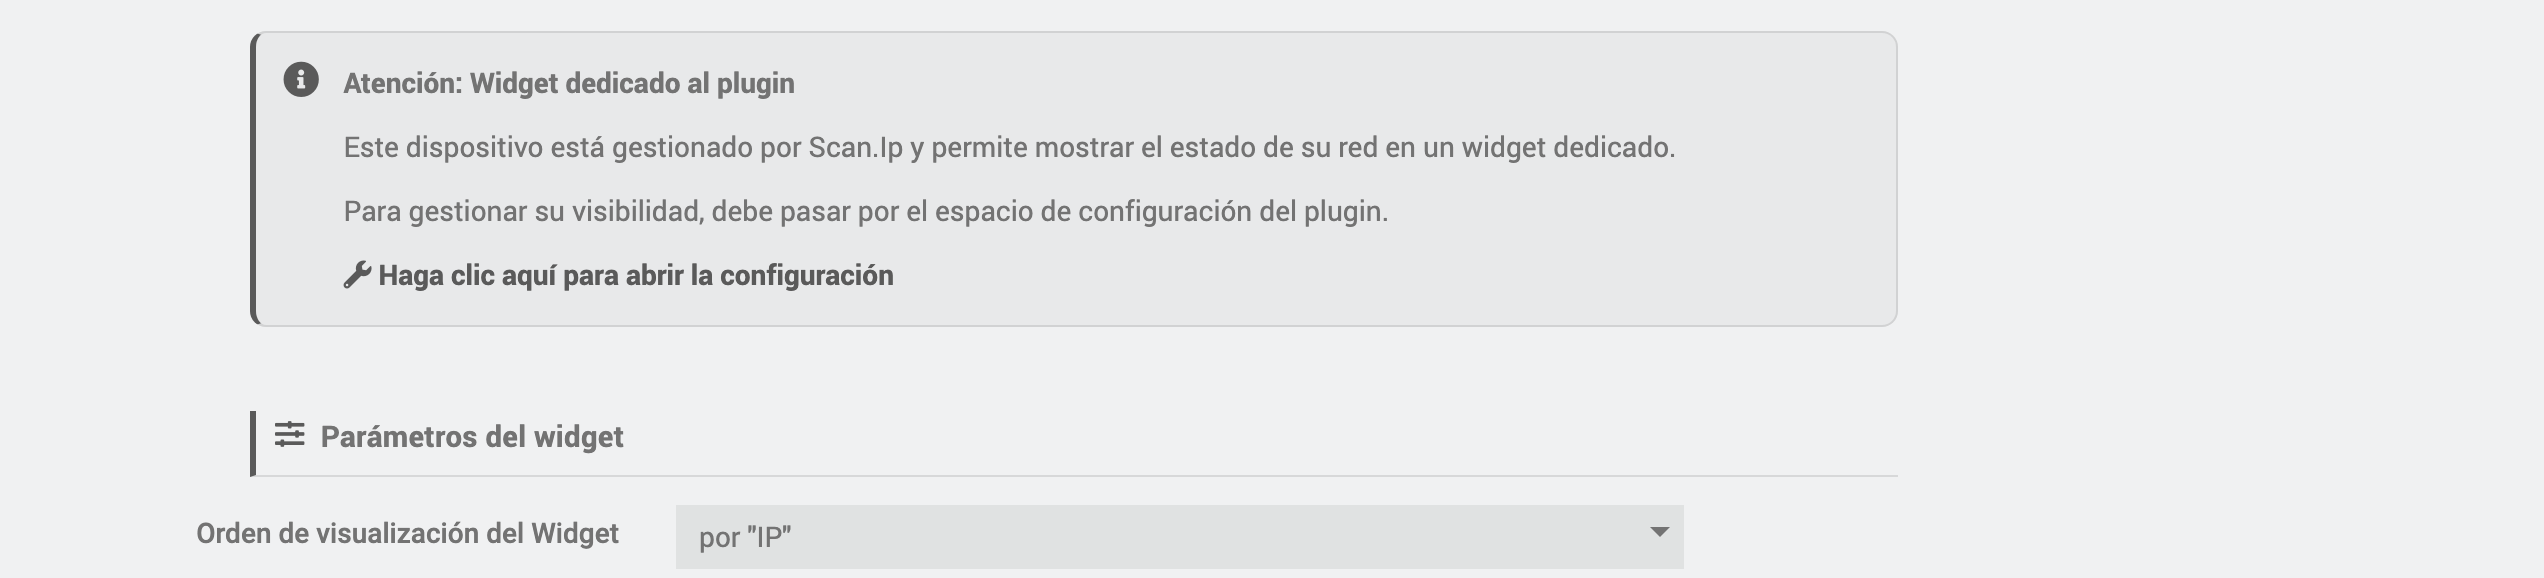 Atención: Widget dedicado al plugin
Este dispositivo está gestionado por Scan.Ip y permite mostrar el estado de su red en un widget dedicado.
Para gestionar su visibilidad, debe pasar por el espacio de configuración del plugin.
Haga clic aquí para abrir la configuración
Parámetros del widget
Orden de visualización del Widget
por "IP"